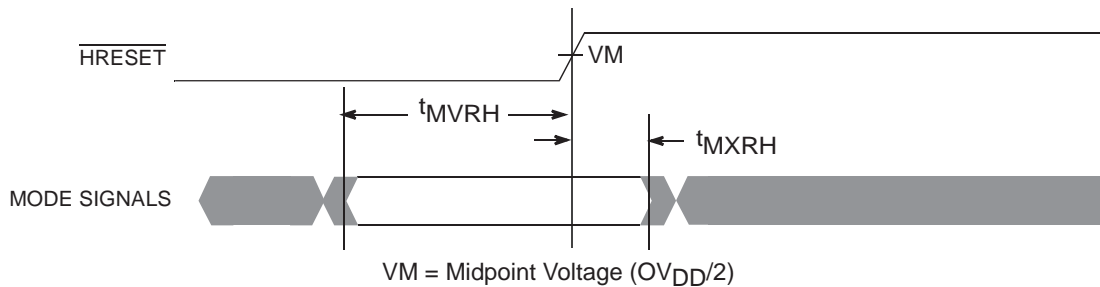 HRESET
VM
tMVRH
tMXRH
MODE SIGNALS
VM = Midpoint Voltage (OVDD/2)